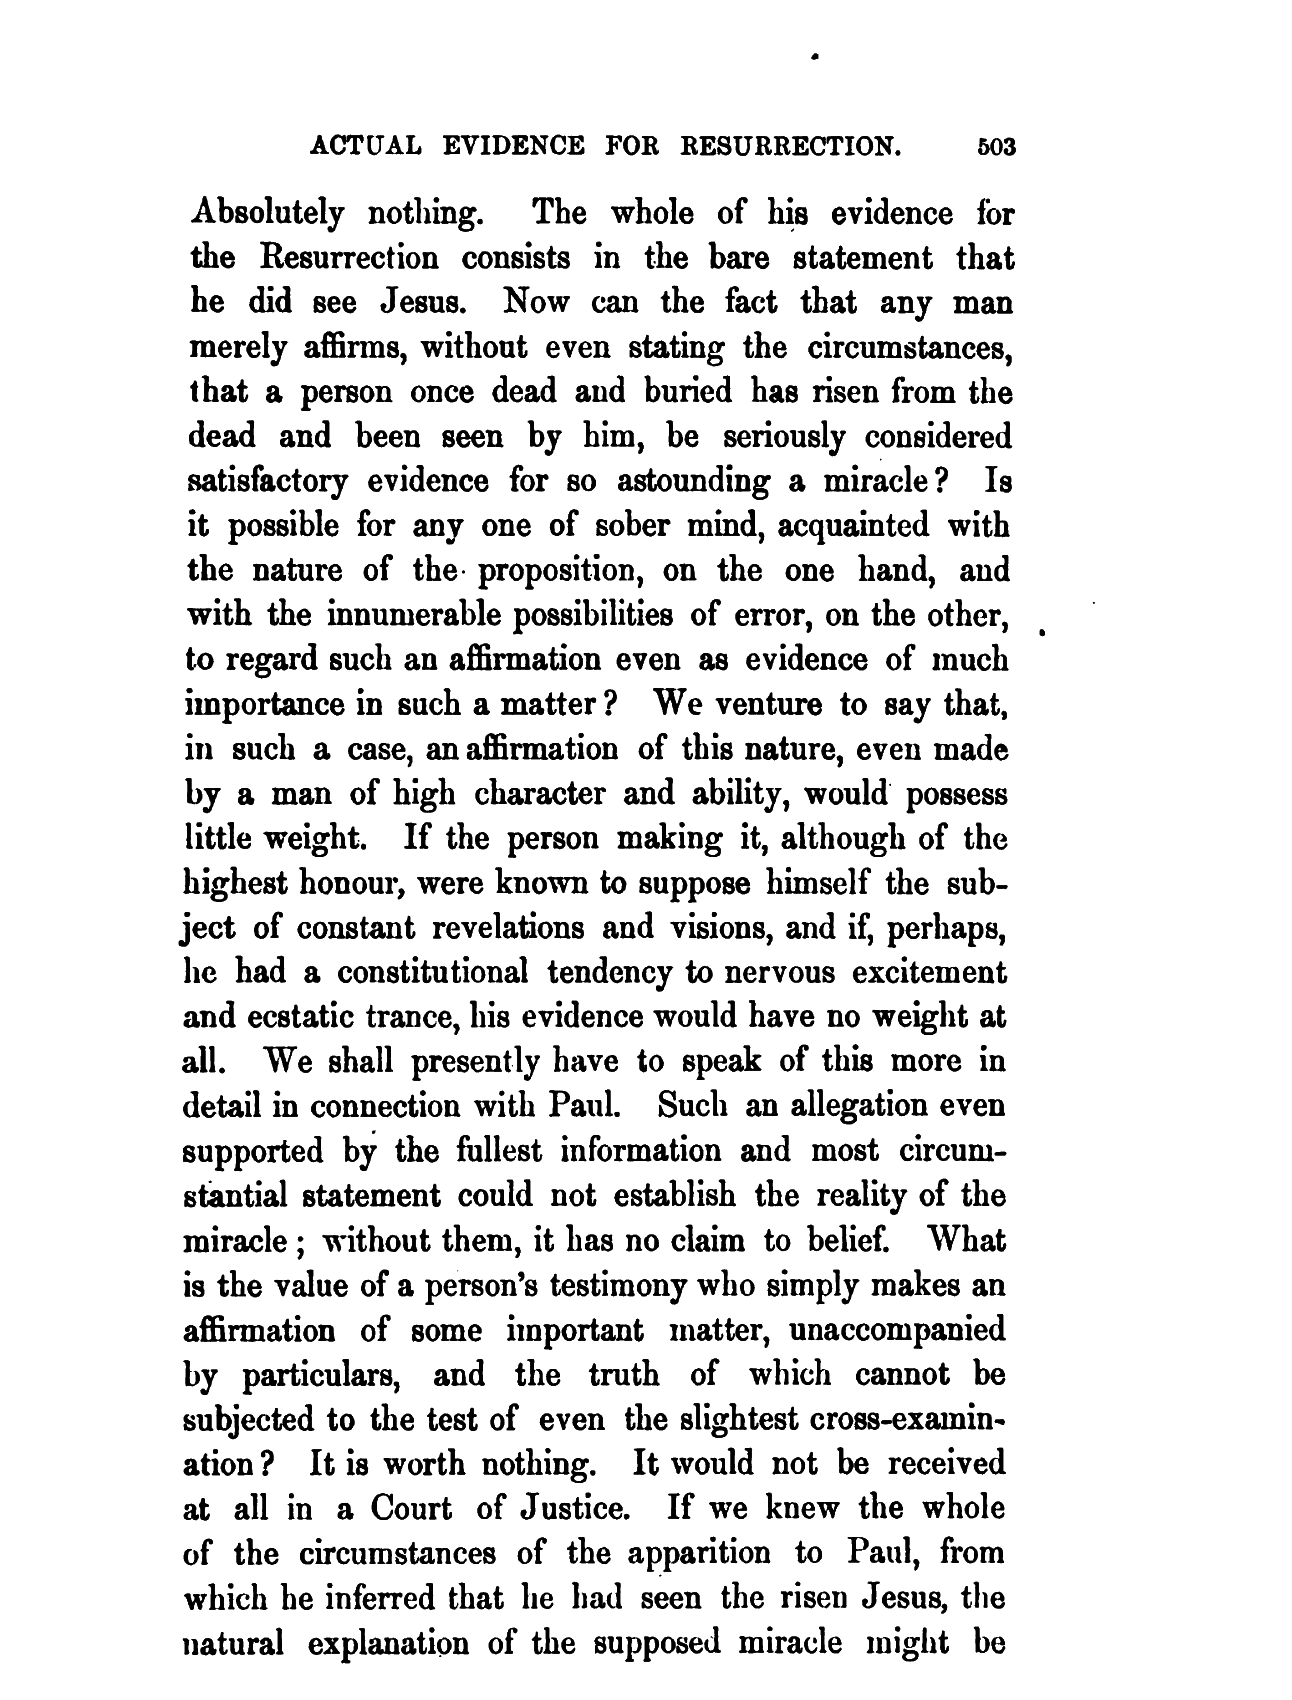 ACTUAL EVIDENCE FOR RESURRECTION. 503
Absolutely nothing. The whole of his evidence for
the Resurrection consists in the bare statement that
he did see Jesus. Now can the fact that any man
merely affirms, without even stating the circumstances,
that a person once dead and buried has risen from the
dead and been seen by him, be seriously considered
satisfactory evidence for so astounding a miracle? Is
it possible for any one of sober mind, acquainted with
the nature of the proposition, on the one hand, and
with the innumerable possibilities of error, on the other,
to regard such an affirmation even as evidence of much
importance in such a matter? We venture to say that,
in such a case, an affirmation of this nature, even made
by a man of high character and ability, would possess
little weight. If the person making it, although of the
highest honour, were known to suppose himself the sub-
ject of constant revelations and visions, and if, perhaps,
he had a constitutional tendency to nervous excitement
and ecstatic trance, his evidence would have no weight at
all. We shall presently have to speak of this more in
detail in connection with Paul. Such an allegation even
supported by the fullest information and most circum-
stantial statement could not establish the reality of the
miracle; without them, it has no claim to belief. What
is the value of a person's testimony who simply makes an
affirmation of some important matter, unaccompanied
by particulars, and the truth of which cannot be
subjected to the test of even the slightest cross-examin-
ation? It is worth nothing. It would not be received
at all in a Court of Justice. If we knew the whole
of the circumstances of the apparition to Paul, from
which he inferred that he had seen the risen Jesus, the
natural explanation of the supposed miracle might be